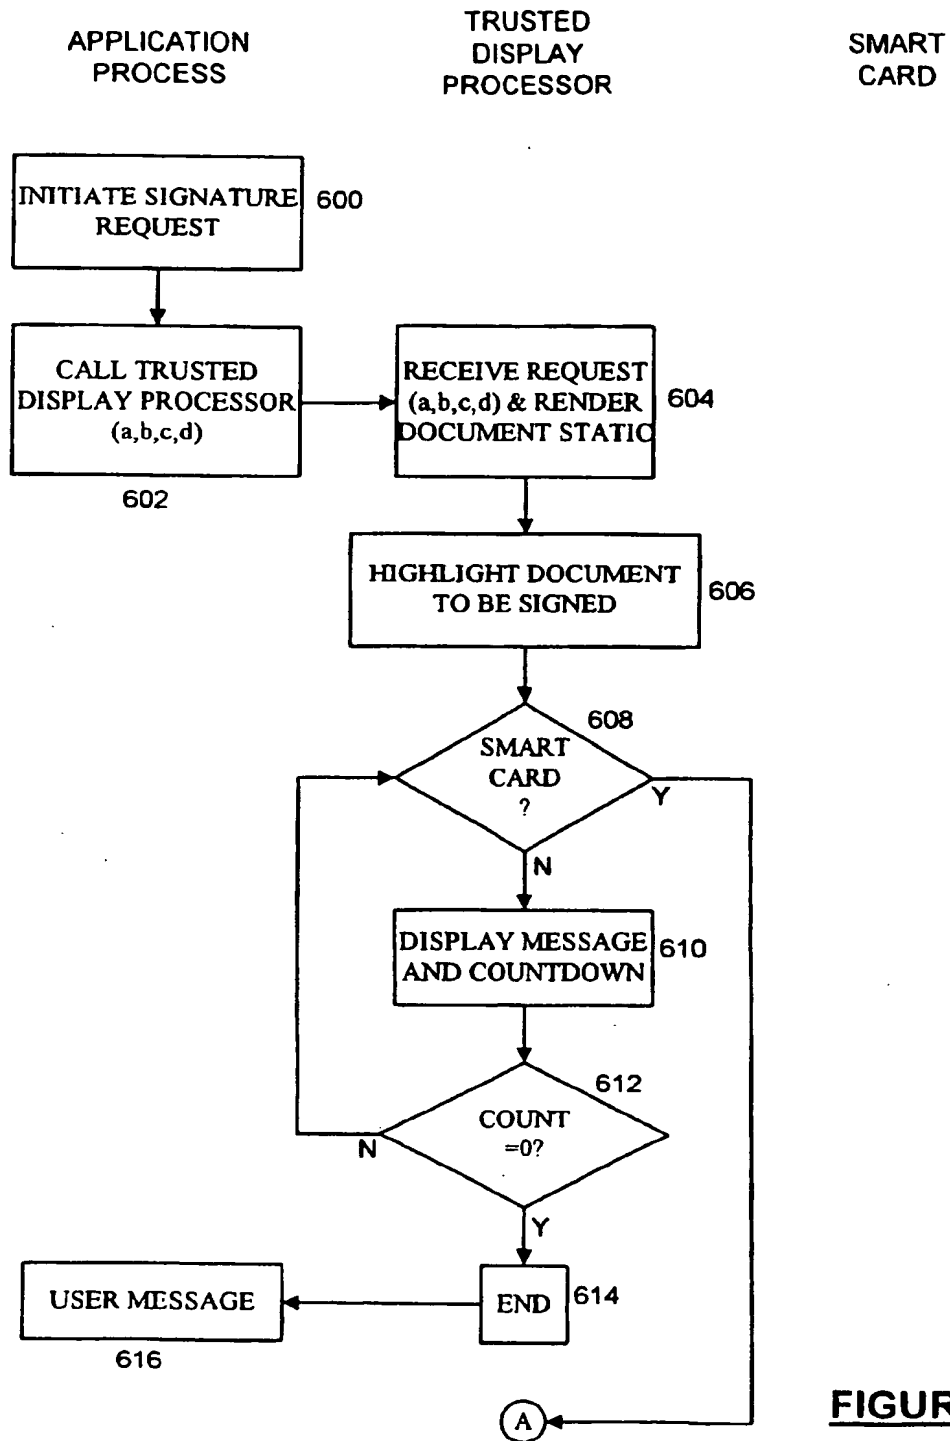 APPLICATION
PROCESS
TRUSTED
DISPLAY
PROCESSOR
SMART
CARD
INITIATE SIGNATURE
REQUEST
600
CALL TRUSTED
DISPLAY PROCESSOR
(a,b,c,d)
602
RECEIVE REQUEST
(a,b,c,d) & RENDER
DOCUMENT STATIC
604
HIGHLIGHT DOCUMENT
TO BE SIGNED
606
608
SMART
CARD
?
Y
N
DISPLAY MESSAGE
AND COUNTDOWN
610
612
COUNT
=0?
N
Y
USER MESSAGE
616
END
614
A
FIGUR